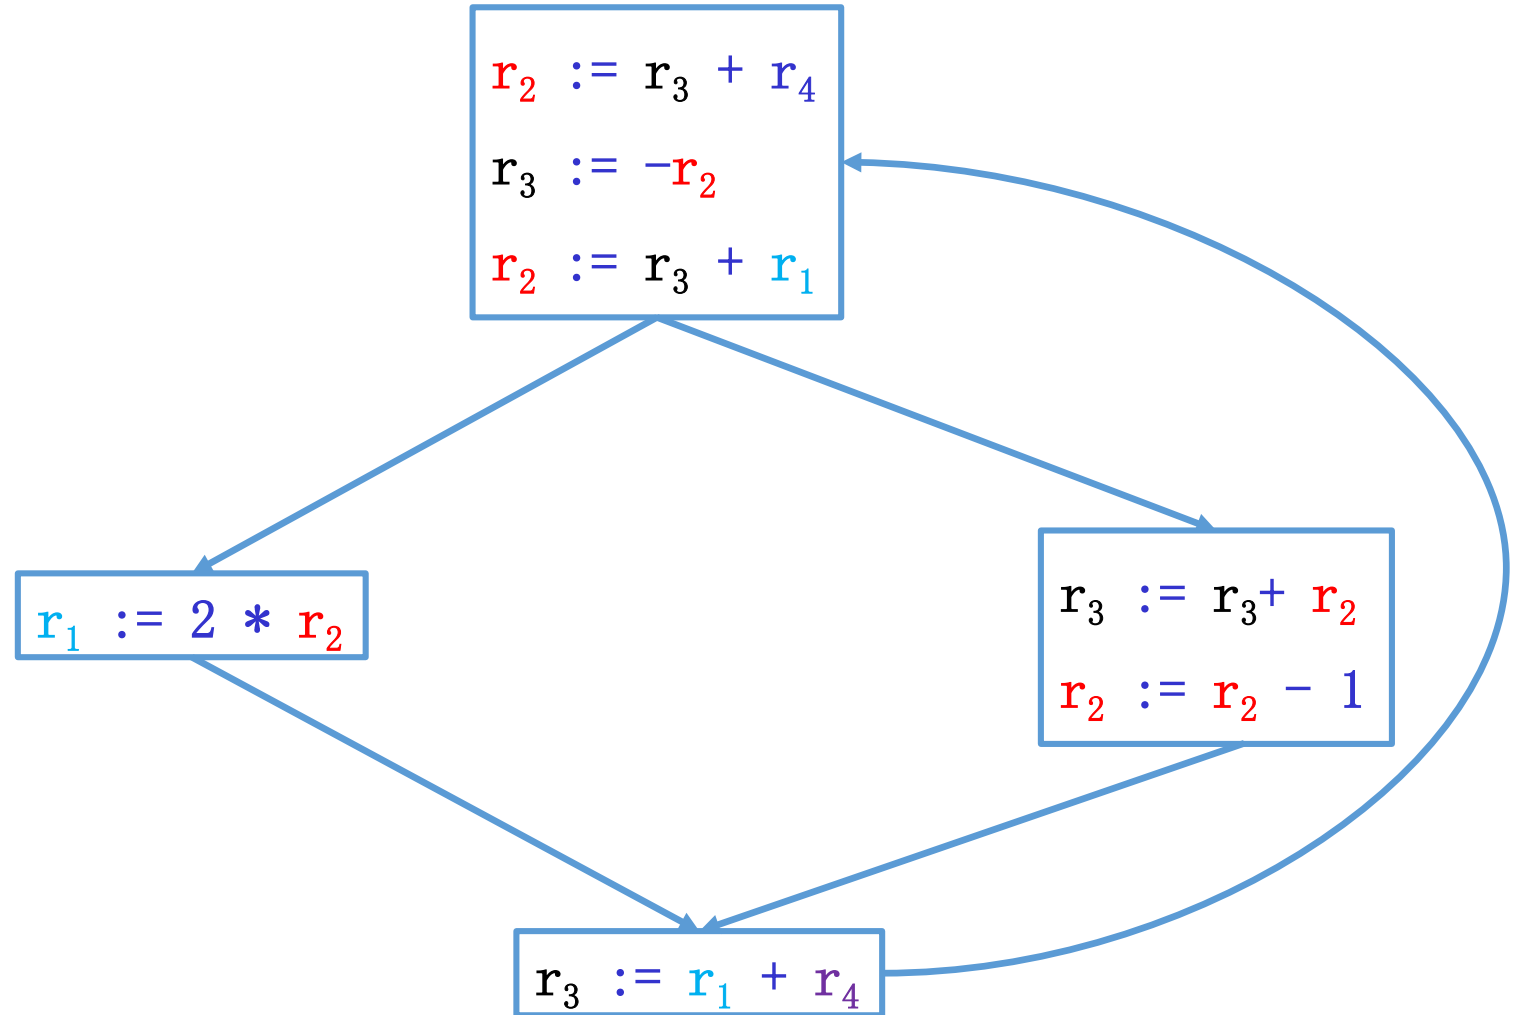 r₂ := r₃ + r₄
r₃ := -r₂
r₂ := r₃ + r₁
r₁ := 2 * r₂
r₃ := r₃+ r₂
r₂ := r₂ - 1
r₃ := r₁ + r₄